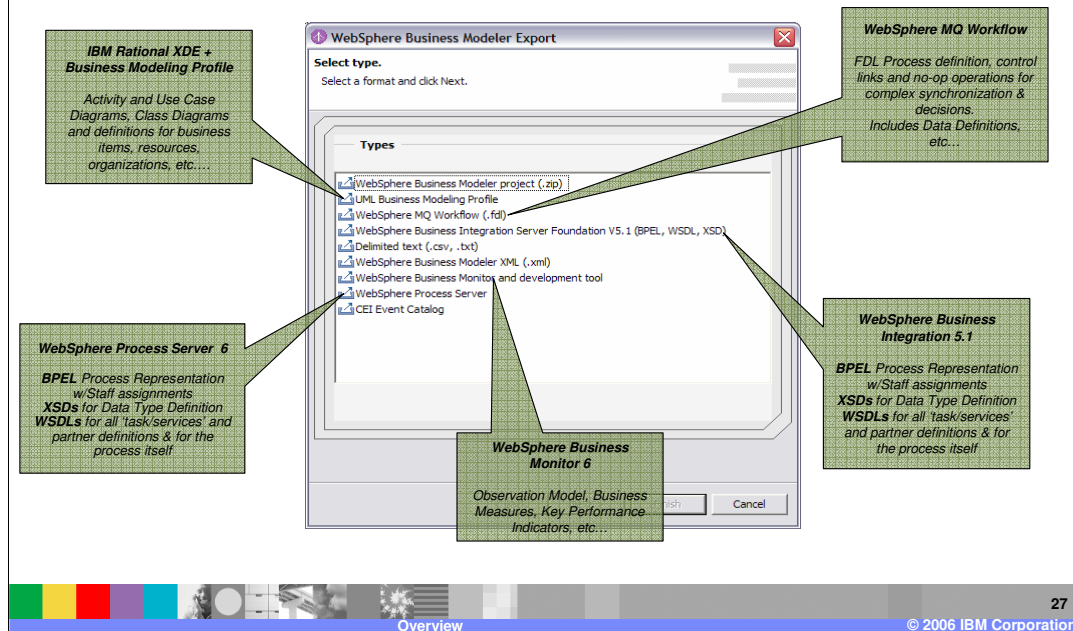 IBM Rational XDE +
Business Modeling Profile
Activity and Use Case
Diagrams, Class Diagrams
and definitions for business
items, resources,
organizations, etc….
WebSphere Business Modeler Export
Select type.
Select a format and click Next.
Types
WebSphere Business Modeler project (.zip)
UML Business Modeling Profile
WebSphere MQ Workflow (.fdl)
WebSphere Business Integration Server Foundation V5.1 (BPEL, WSDL, XSD)
Delimited text (.csv, .txt)
WebSphere Business Modeler XML (.xml)
WebSphere Business Monitor and development tool
WebSphere Process Server
CEI Event Catalog
WebSphere MQ Workflow
FDL Process definition, control
links and no-op operations for
complex synchronization &
decisions.
Includes Data Definitions,
etc…
WebSphere Process Server 6
BPEL Process Representation
w/Staff assignments
XSDs for Data Type Definition
WSDLs for all 'task/services' and
partner definitions & for the
process itself
WebSphere Business
Monitor 6
Observation Model, Business
Measures, Key Performance
Indicators, etc…
WebSphere Business
Integration 5.1
BPEL Process Representation
w/Staff assignments
XSDs for Data Type Definition
WSDLs for all 'task/services'
and partner definitions & for
the process itself
Cancel
27
Overview
© 2006 IBM Corporation